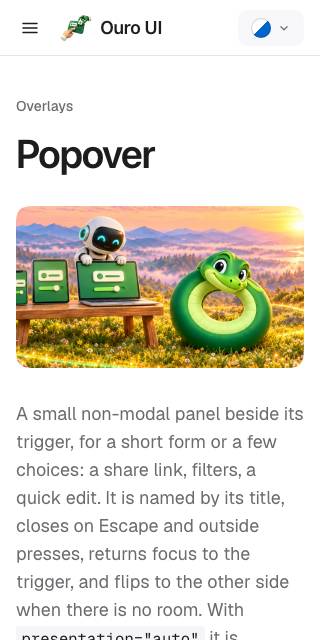 Ouro UI
Overlays
Popover
A small non-modal panel beside its
trigger, for a short form or a few
choices: a share link, filters, a
quick edit. It is named by its title,
closes on Escape and outside
presses, returns focus to the
trigger, and flips to the other side
when there is no room. With
presentation="auto" it is